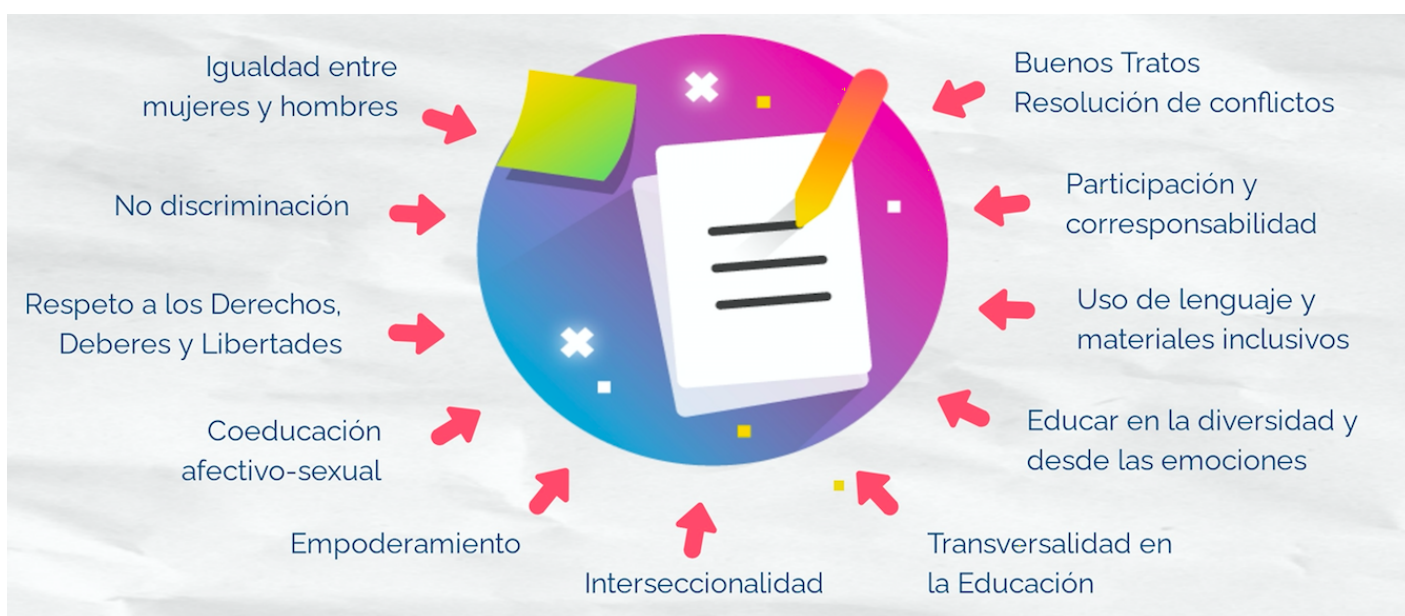 Igualdad entre
mujeres y hombres
No discriminación
Respeto a los Derechos,
Deberes y Libertades
Coeducación
afectivo-sexual
Empoderamiento
Interseccionalidad
Buenos Tratos
Resolución de conflictos
Participación y
corresponsabilidad
Uso de lenguaje y
materiales inclusivos
Educar en la diversidad y
desde las emociones
Transversalidad en
la Educación